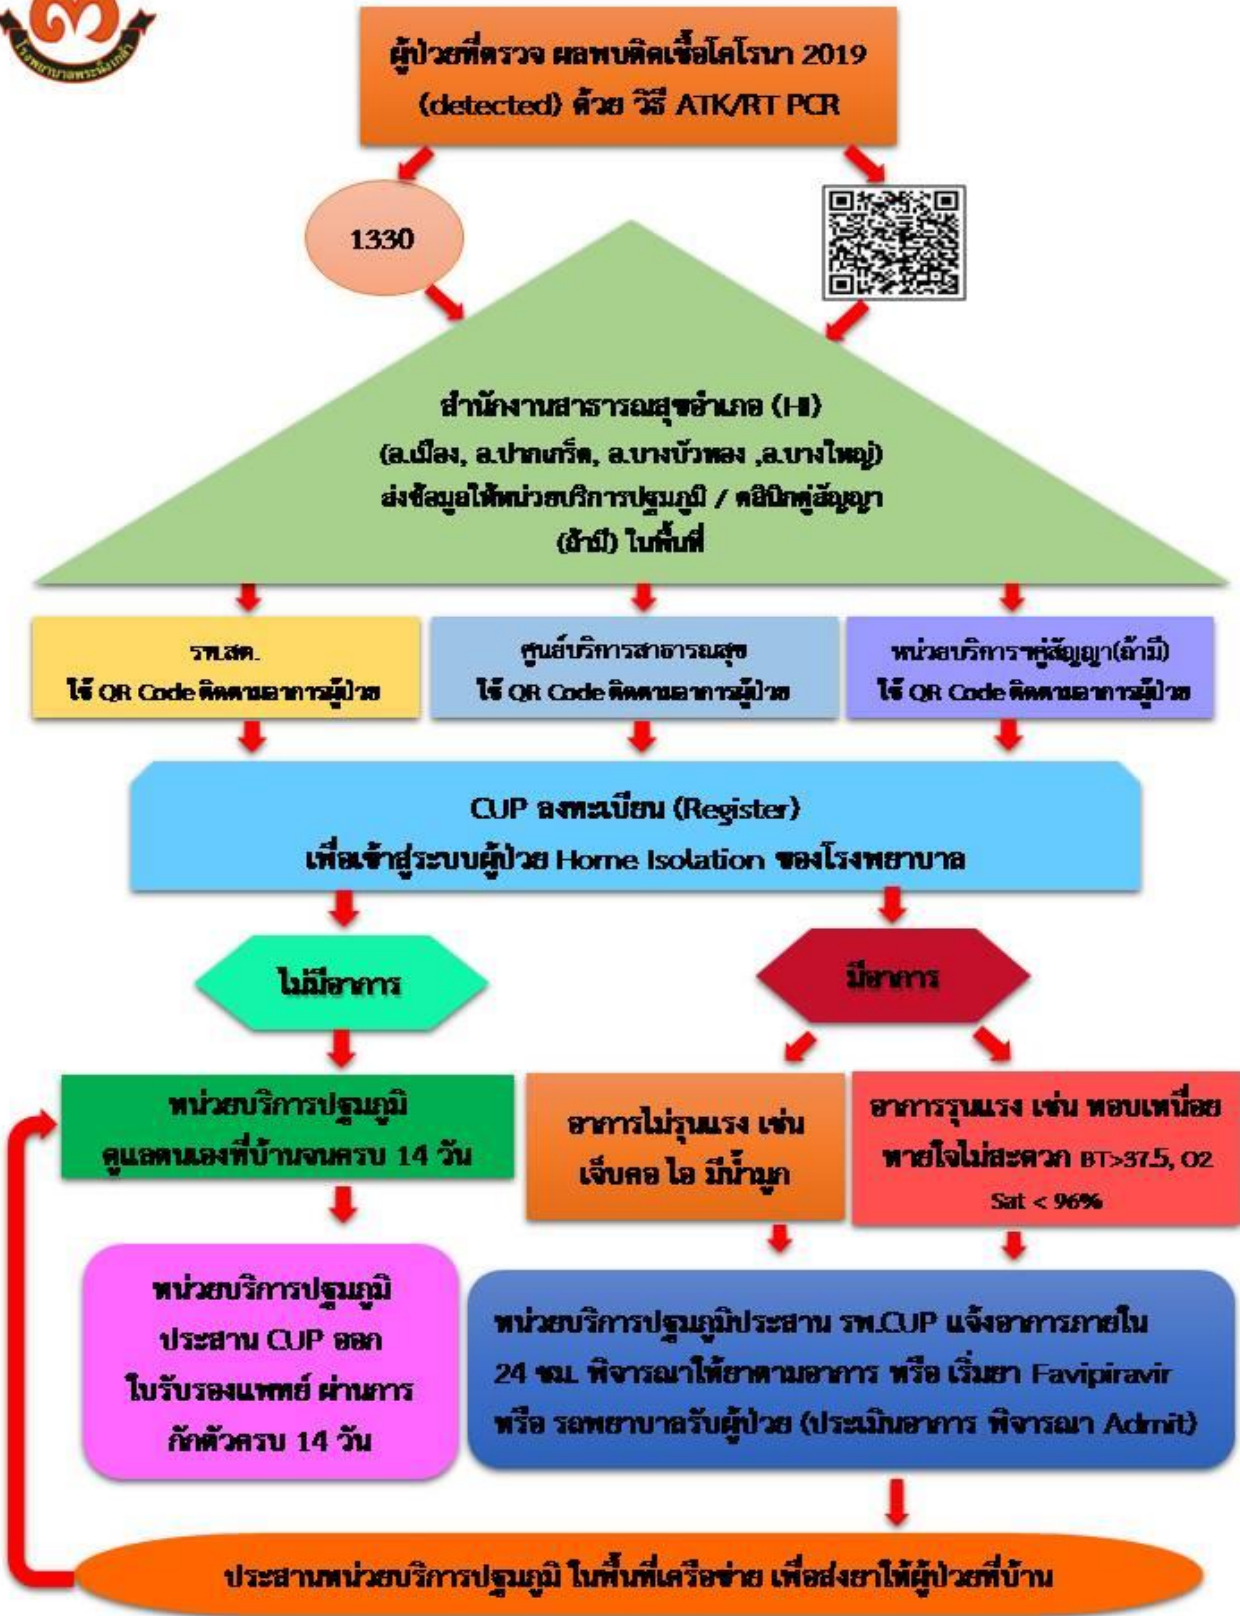 โรงพยาบาลพระนั่งเกล้า
ผู้ป่วยที่ตรวจ ผลพบติดเชื้อโคโรนา 2019
(detected) ด้วย วิธี ATK/RT PCR
1330
สำนักงานสาธารณสุขอำเภอ (HI)
(อ.เมือง, อ.ปากเกร็ด, อ.บางบัวทอง ,อ.บางใหญ่)
ส่งข้อมูลให้หน่วยบริการปฐมภูมิ / คลินิกคู่สัญญา
(ถ้ามี) ในพื้นที่
รพ.สต.
ใช้ QR Code ติดตามอาการผู้ป่วย
ศูนย์บริการสาธารณสุข
ใช้ QR Code ติดตามอาการผู้ป่วย
หน่วยบริการฯคู่สัญญา(ถ้ามี)
ใช้ QR Code ติดตามอาการผู้ป่วย
CUP ลงทะเบียน (Register)
เพื่อเข้าสู่ระบบผู้ป่วย Home Isolation ของโรงพยาบาล
ไม่มีอาการ
มีอาการ
หน่วยบริการปฐมภูมิ
ดูแลตนเองที่บ้านจนครบ 14 วัน
อาการไม่รุนแรง เช่น
เจ็บคอ ไอ มีน้ำมูก
อาการรุนแรง เช่น หอบเหนื่อย
หายใจไม่สะดวก BT>37.5, O2
Sat < 96%
หน่วยบริการปฐมภูมิ
ประสาน CUP ออก
ใบรับรองแพทย์ ผ่านการ
กักตัวครบ 14 วัน
หน่วยบริการปฐมภูมิประสาน รพ.CUP แจ้งอาการภายใน
24 ชม. พิจารณาให้ยาตามอาการ หรือ เริ่มยา Favipiravir
หรือ รถพยาบาลรับผู้ป่วย (ประเมินอาการ พิจารณา Admit)
ประสานหน่วยบริการปฐมภูมิ ในพื้นที่เครือข่าย เพื่อส่งยาให้ผู้ป่วยที่บ้าน